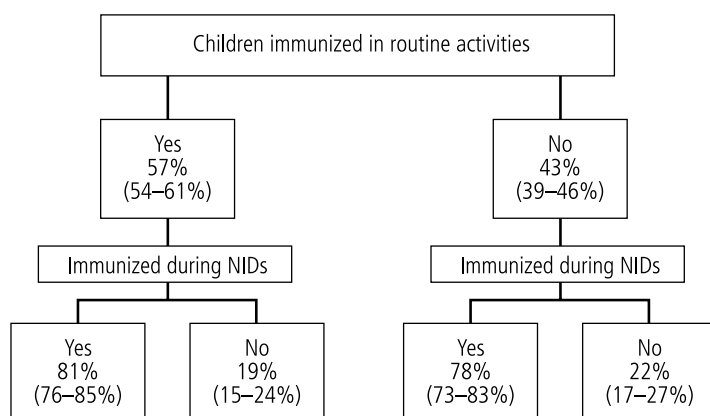 Children immunized in routine activities
Yes
57%
(54–61%)
No
43%
(39–46%)
Immunized during NIDs
Immunized during NIDs
Yes
81%
(76–85%)
No
19%
(15–24%)
Yes
78%
(73–83%)
No
22%
(17–27%)